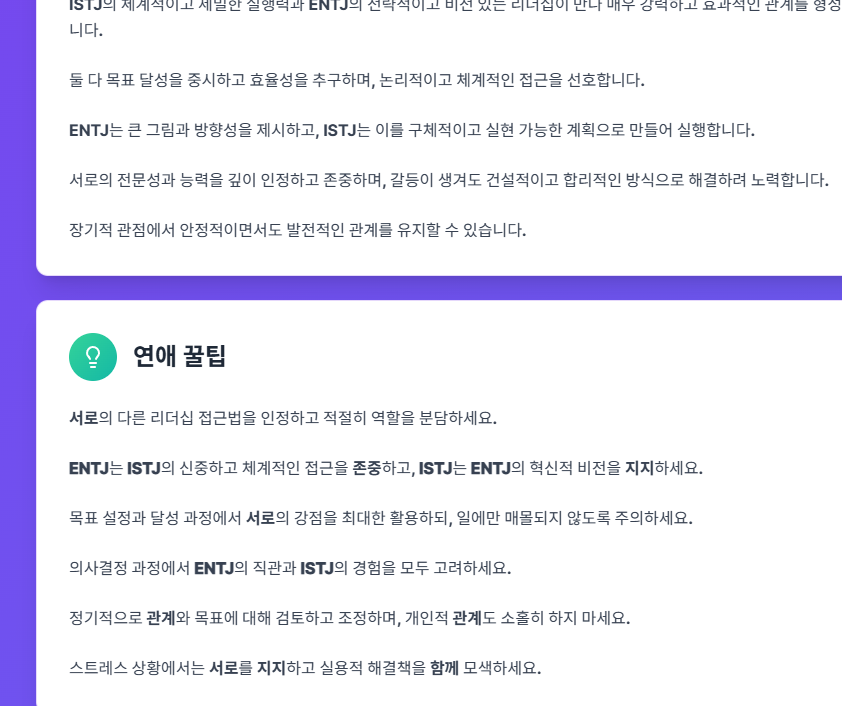 ISTJ의 체계적이고 세밀한 실행력과 ENTJ의 전략적이고 비전 있는 리더십이 만나 매우 강력하고 효과적인 관계를 형성
니다.
둘 다 목표 달성을 중시하고 효율성을 추구하며, 논리적이고 체계적인 접근을 선호합니다.
ENTJ는 큰 그림과 방향성을 제시하고, ISTJ는 이를 구체적이고 실현 가능한 계획으로 만들어 실행합니다.
서로의 전문성과 능력을 깊이 인정하고 존중하며, 갈등이 생겨도 건설적이고 합리적인 방식으로 해결하려 노력합니다.
장기적 관점에서 안정적이면서도 발전적인 관계를 유지할 수 있습니다.
연애 꿀팁
서로의 다른 리더십 접근법을 인정하고 적절히 역할을 분담하세요.
ENTJ는 ISTJ의 신중하고 체계적인 접근을 존중하고, ISTJ는 ENTJ의 혁신적 비전을 지지하세요.
목표 설정과 달성 과정에서 서로의 강점을 최대한 활용하되, 일에만 매몰되지 않도록 주의하세요.
의사결정 과정에서 ENTJ의 직관과 ISTJ의 경험을 모두 고려하세요.
정기적으로 관계와 목표에 대해 검토하고 조정하며, 개인적 관계도 소홀히 하지 마세요.
스트레스 상황에서는 서로를 지지하고 실용적 해결책을 함께 모색하세요.